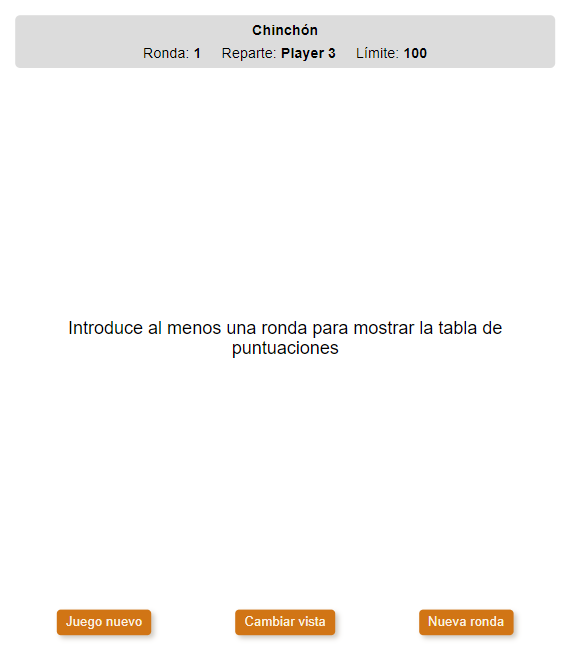 Chinchón
Ronda: 1 Reparte: Player 3 Límite: 100
Introduce al menos una ronda para mostrar la tabla de
puntuaciones
Juego nuevo Cambiar vista Nueva ronda